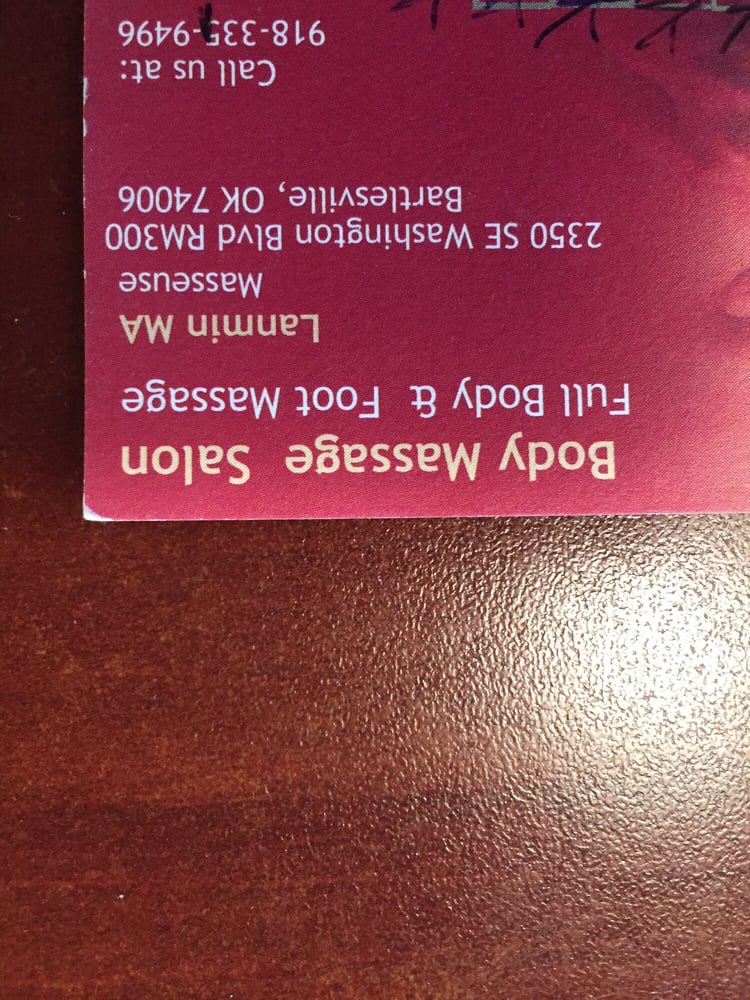 Body Massage Salon
Full Body & Foot Massage
Lanmin MA
Masseuse
2350 SE Washington Blvd RM300
Bartlesville, OK 74006
Call us at:
918-335-9496